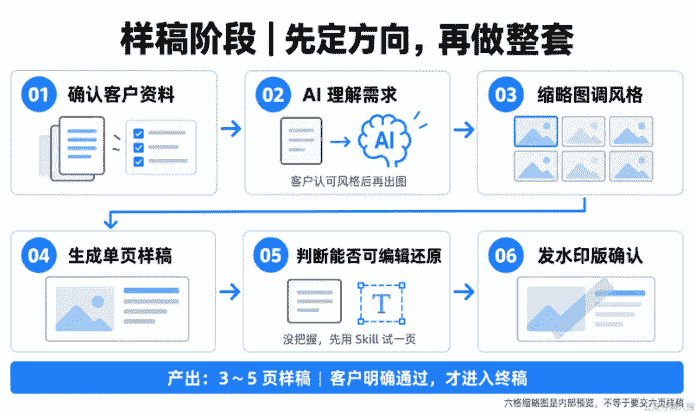 样稿阶段 | 先定方向，再做整套
01 确认客户资料
02 AI 理解需求
AI
客户认可风格后再出图
03 缩略图调风格
04 生成单页样稿
05 判断能否可编辑还原
T
没把握，先用 Skill 试一页
06 发水印版确认
产出：3～5 页样稿 | 客户明确通过，才进入终稿
六格缩略图是内部预览，不等于要交六页样稿